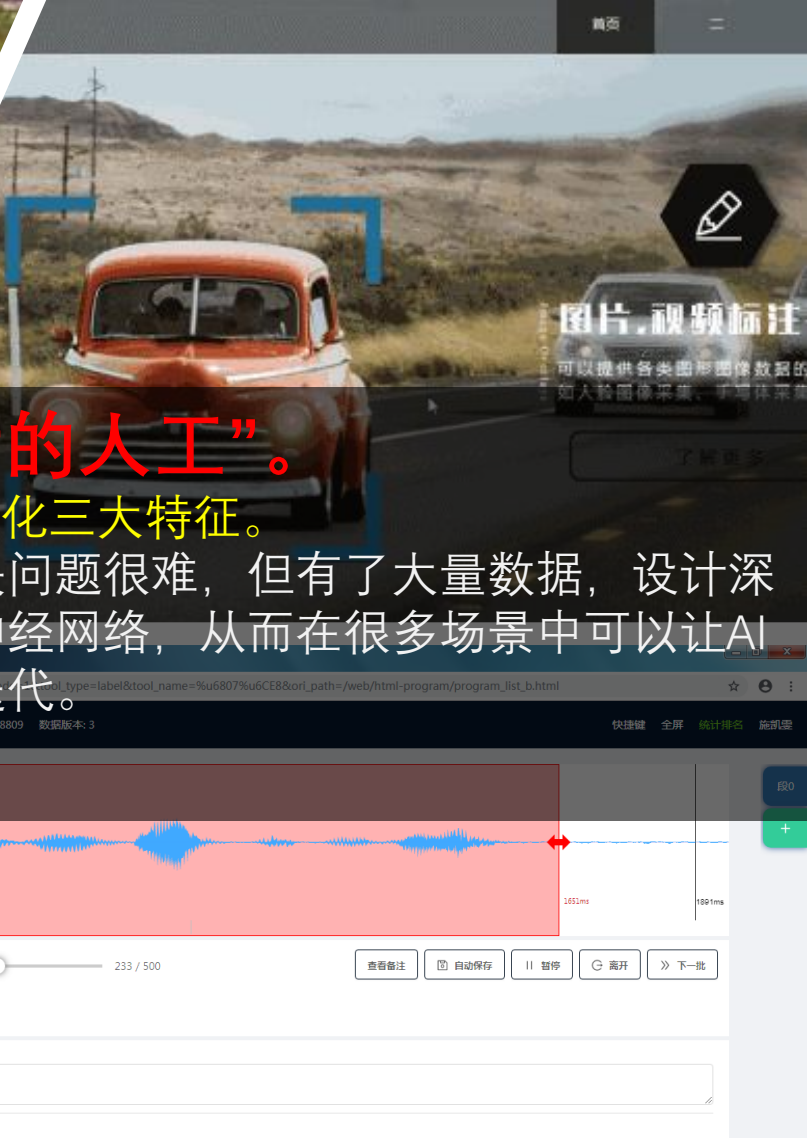 首页
二
图片.视频标注
可以提供各类图形图像数据的
如人脸图像采集、手写体采集
了解更多
的人工”。
化三大特征。
问题很难，但有了大量数据，设计深
经网络，从而在很多场景中可以让AI
代。
tool_type=label&tool_name=%u6807%u6CE8&orl_path=/web/html-program/program_list_b.html
8809 数据版本: 3 快捷键 全屏 统计排名 施凯雯
段0
+
1651ms
1891ms
233 / 500
查看备注 自动保存 暂停 离开 下一批